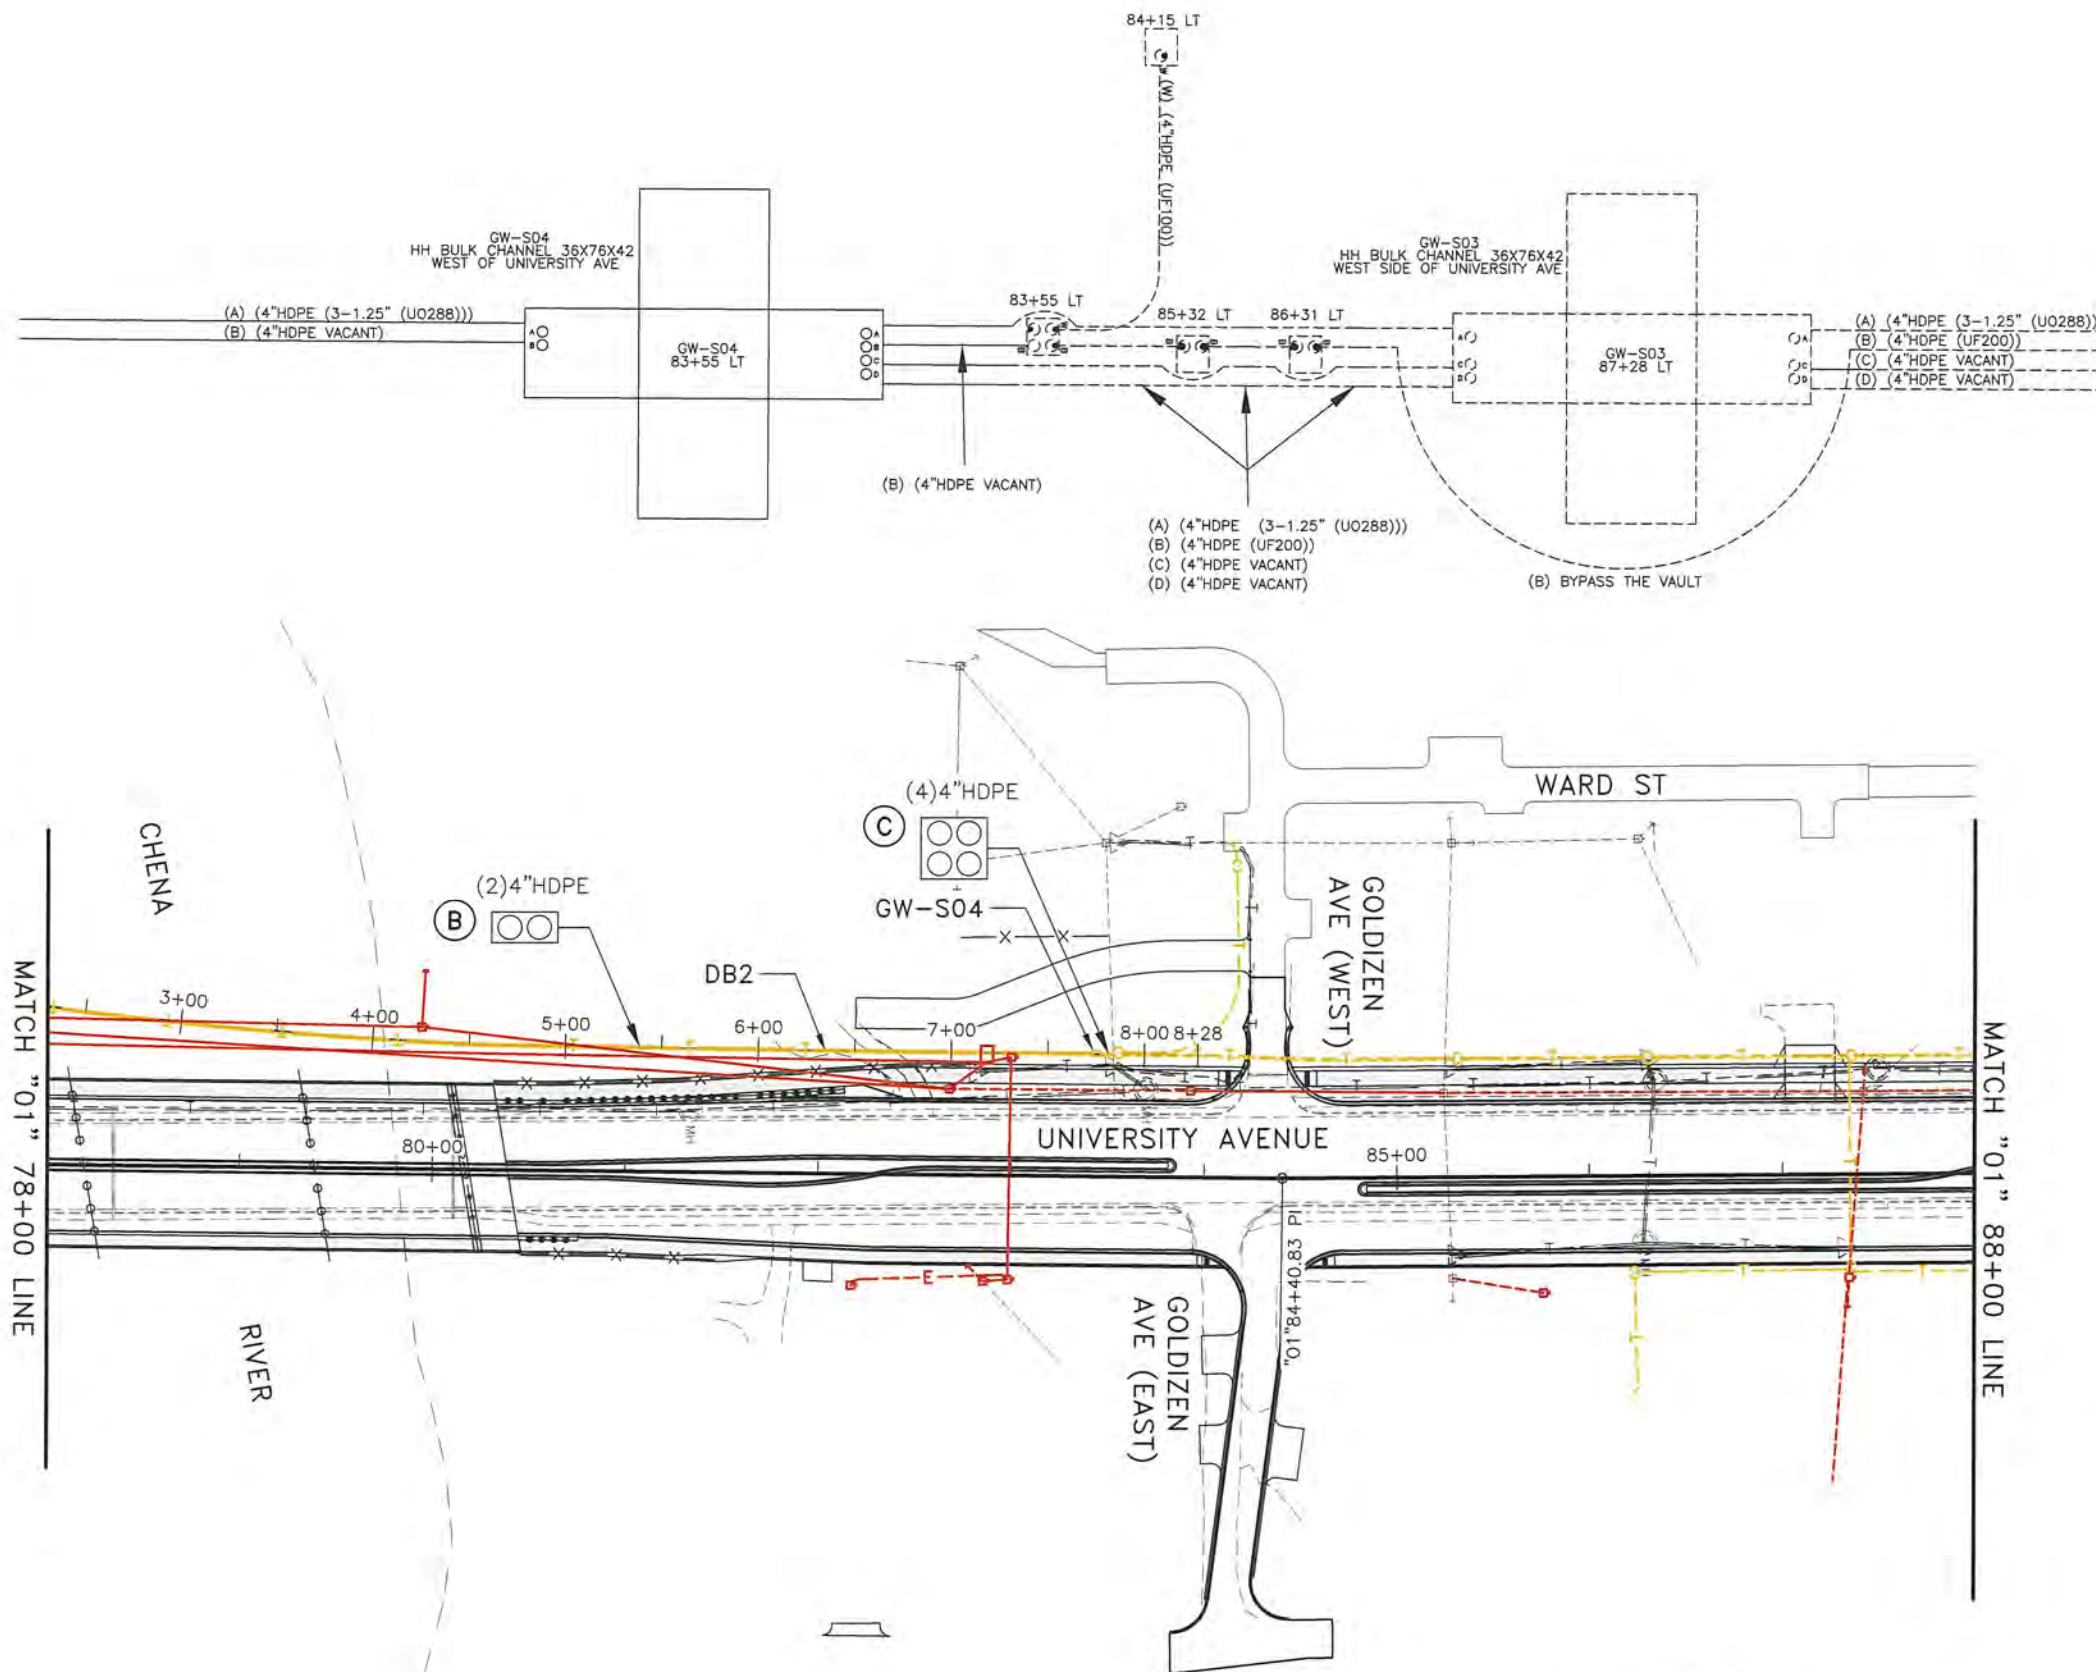 84+15 LT
(W) (4"HDPE (UF100))
GW-S04
HH BULK CHANNEL 36X76X42
WEST OF UNIVERSITY AVE
GW-S03
HH BULK CHANNEL 36X76X42
WEST SIDE OF UNIVERSITY AVE
(A) (4"HDPE (3-1.25" (U0288)))
(B) (4"HDPE VACANT)
A
B
GW-S04
83+55 LT
A
B
C
D
83+55 LT
85+32 LT
86+31 LT
A
C
D
GW-S03
87+28 LT
A
C
D
(A) (4"HDPE (3-1.25" (U0288))
(B) (4"HDPE (UF200))
(C) (4"HDPE VACANT)
(D) (4"HDPE VACANT)
(B) (4"HDPE VACANT)
(A) (4"HDPE (3-1.25" (U0288)))
(B) (4"HDPE (UF200))
(C) (4"HDPE VACANT)
(D) (4"HDPE VACANT)
(B) BYPASS THE VAULT
WARD ST
(4)4"HDPE
C
(2)4"HDPE
B
GW-S04
DB2
CHENA
RIVER
GOLDIZEN
AVE (WEST)
3+00
4+00
5+00
6+00
7+00
8+00
8+28
MH
MH
UNIVERSITY AVENUE
80+00
85+00
E
PI 83.04+48"10„
GOLDIZEN
AVE (EAST)
MATCH "01" 78+00 LINE
MATCH "01" 88+00 LINE